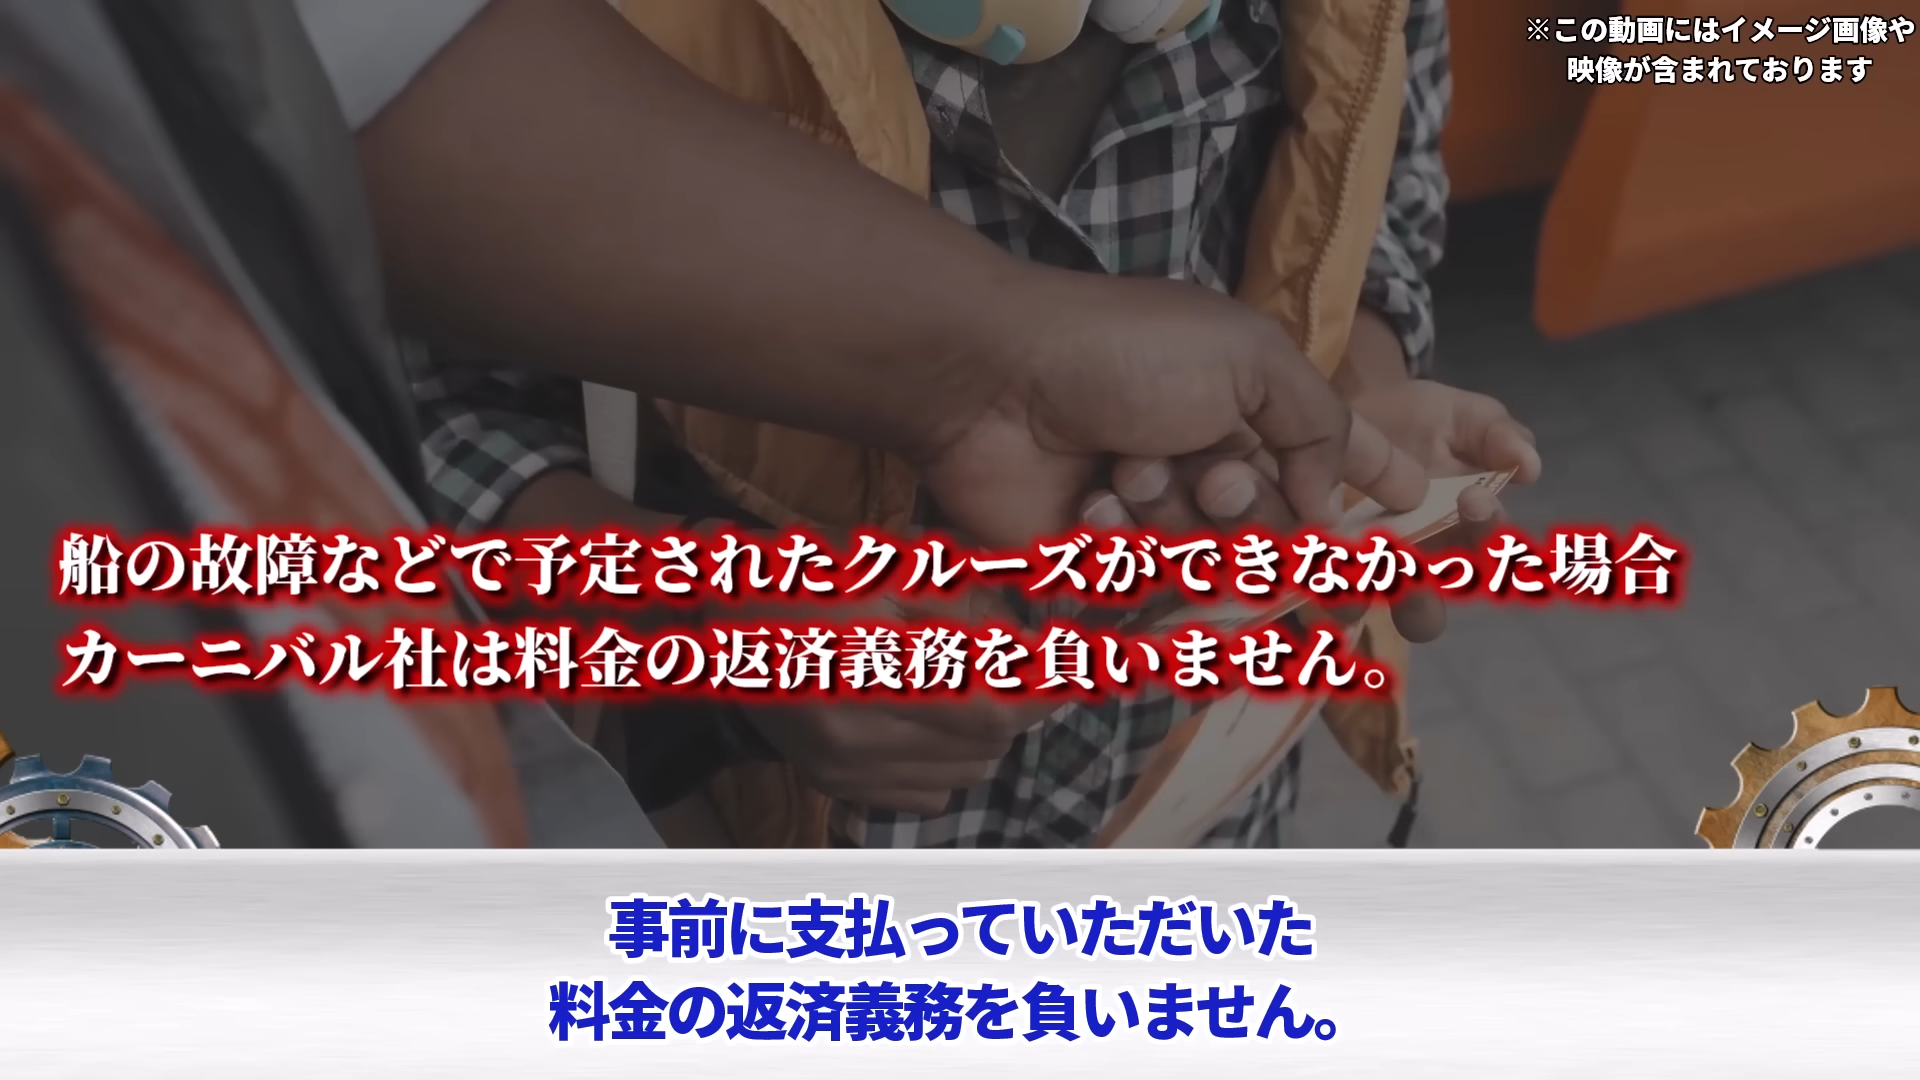 ※この動画にはイメージ画像や
映像が含まれております
船の故障などで予定されたクルーズができなかった場合
カーニバル社は料金の返済義務を負いません。
事前に支払っていただいた
料金の返済義務を負いません。